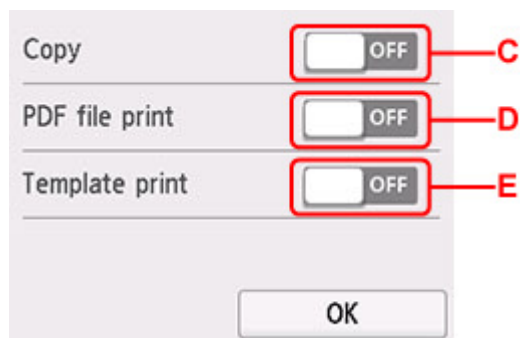 Copy OFF C
PDF file print OFF D
Template print OFF E
OK